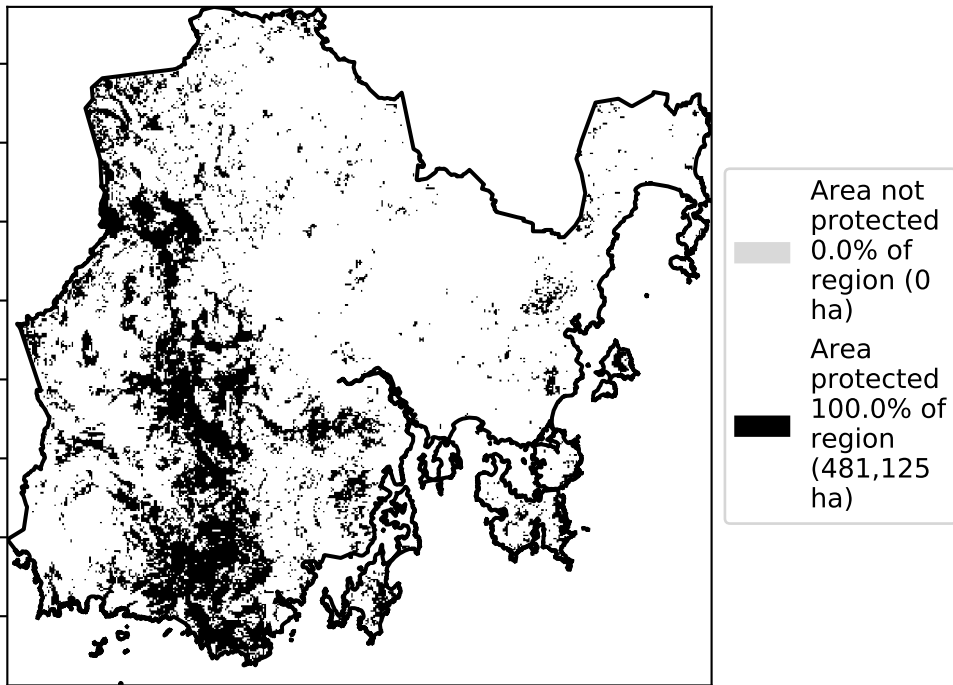 Area not
protected
0.0% of
region (0
ha)
Area
protected
100.0% of
region
(481,125
ha)